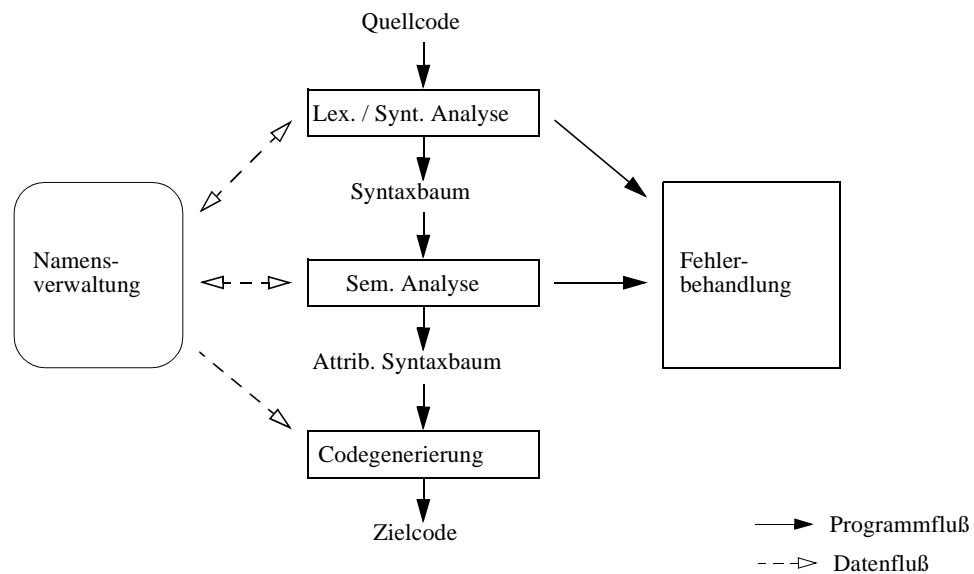 Quellcode
Lex. / Synt. Analyse
Syntaxbaum
Namens-
verwaltung
Sem. Analyse
Fehler-
behandlung
Attrib. Syntaxbaum
Codegenerierung
Zielcode
Programmfluß
Datenfluß